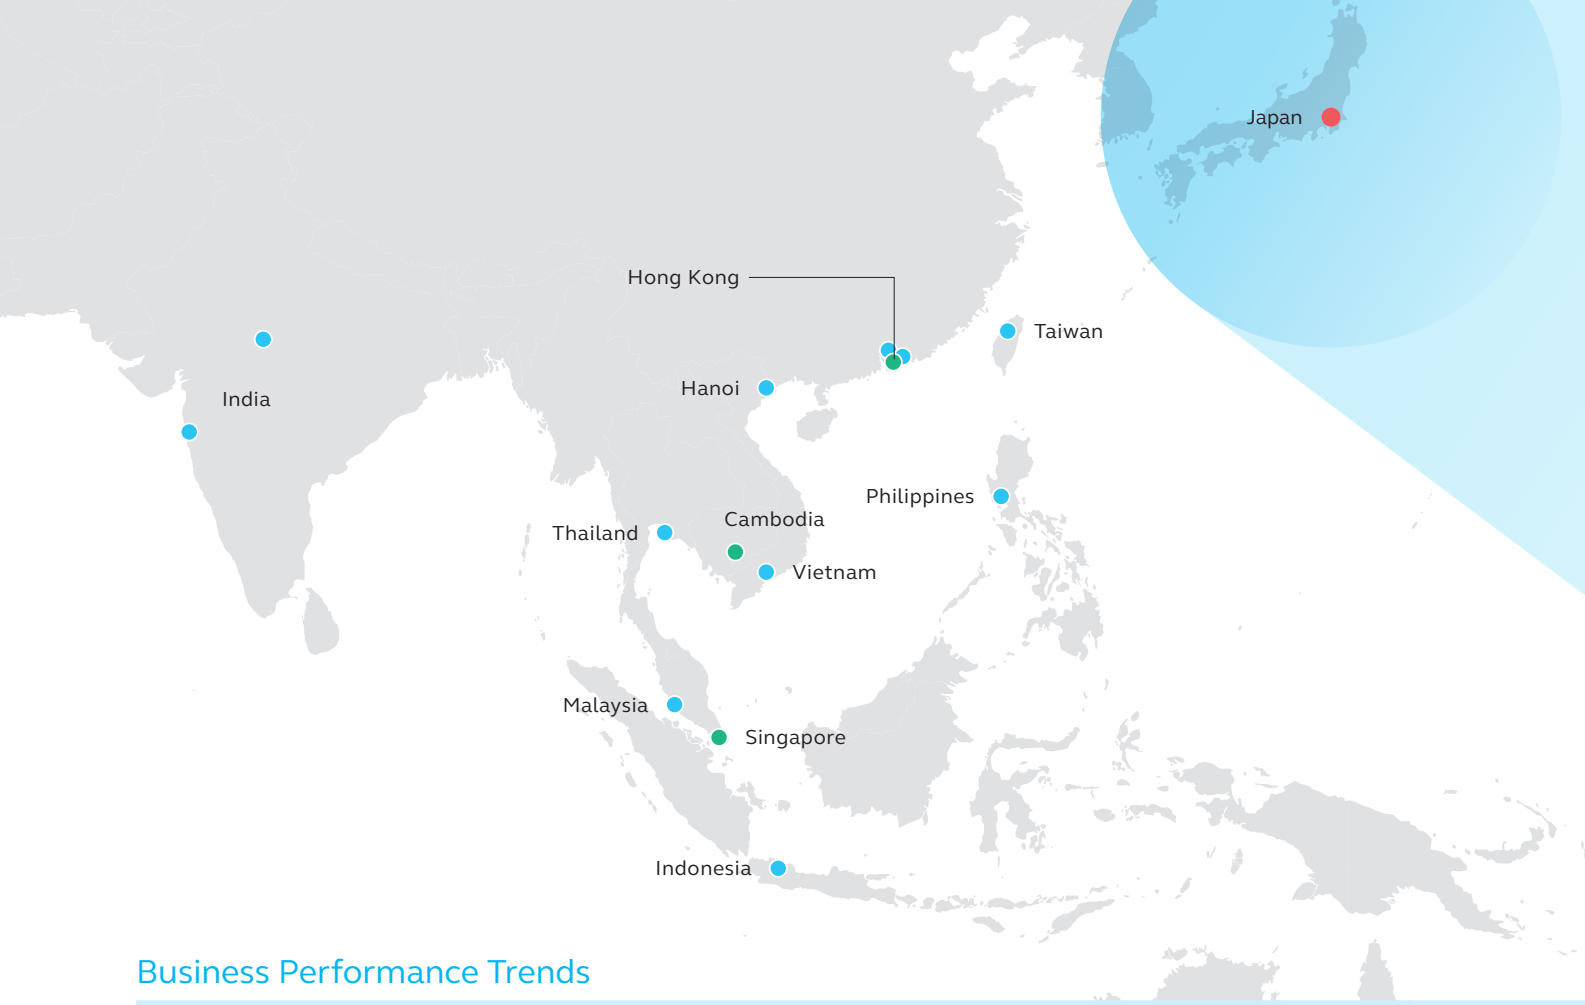 Japan
Hong Kong
Taiwan
Hanoi
India
Philippines
Cambodia
Thailand
Vietnam
Malaysia
Singapore
Indonesia
Business Performance Trends